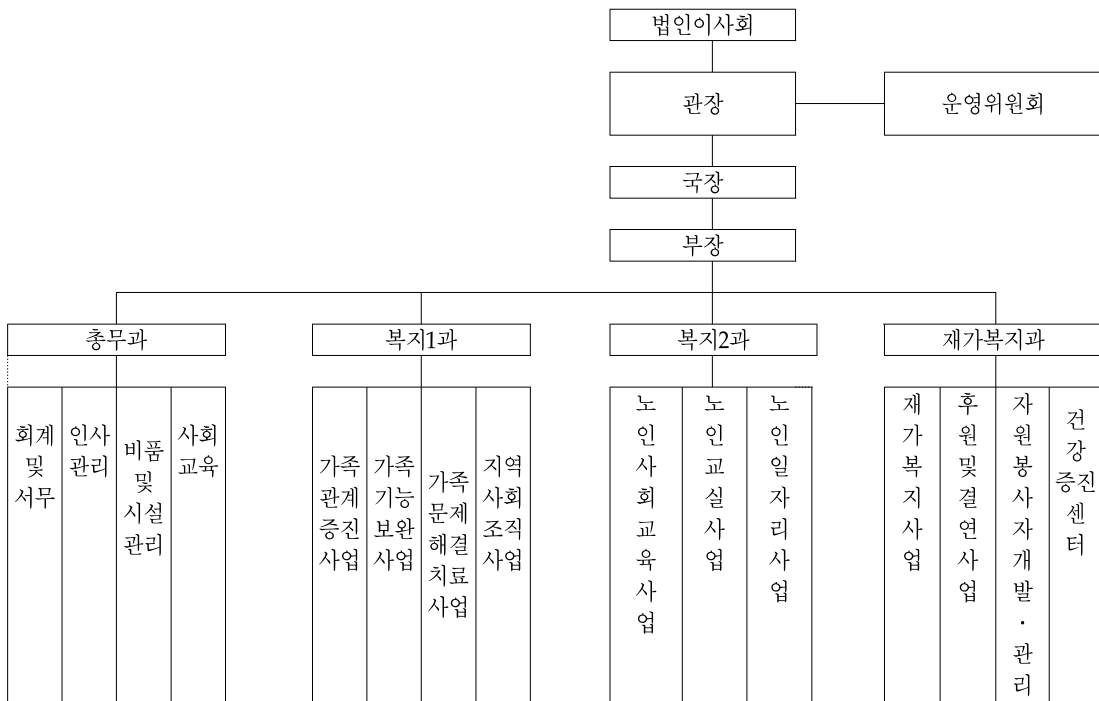 법인이사회
관장
운영위원회
국장
부장
총무과
복지1과
복지2과
재가복지과
회계
및
서무
인사
관리
비품
및
시설
관리
사회
교육
가족
관계
증진
사업
가족
기능
보완
사업
가족
문제
해결
치료
사업
지역
사회
조직
사업
노
인
사
회
교
육
사
업
노
인
교
실
사
업
노
인
일
자
리
사
업
재
가
복
지
사
업
후
원
및
결
연
사
업
자
원
봉
사
자
개
발
·
관
리
건
강
증진
센
터